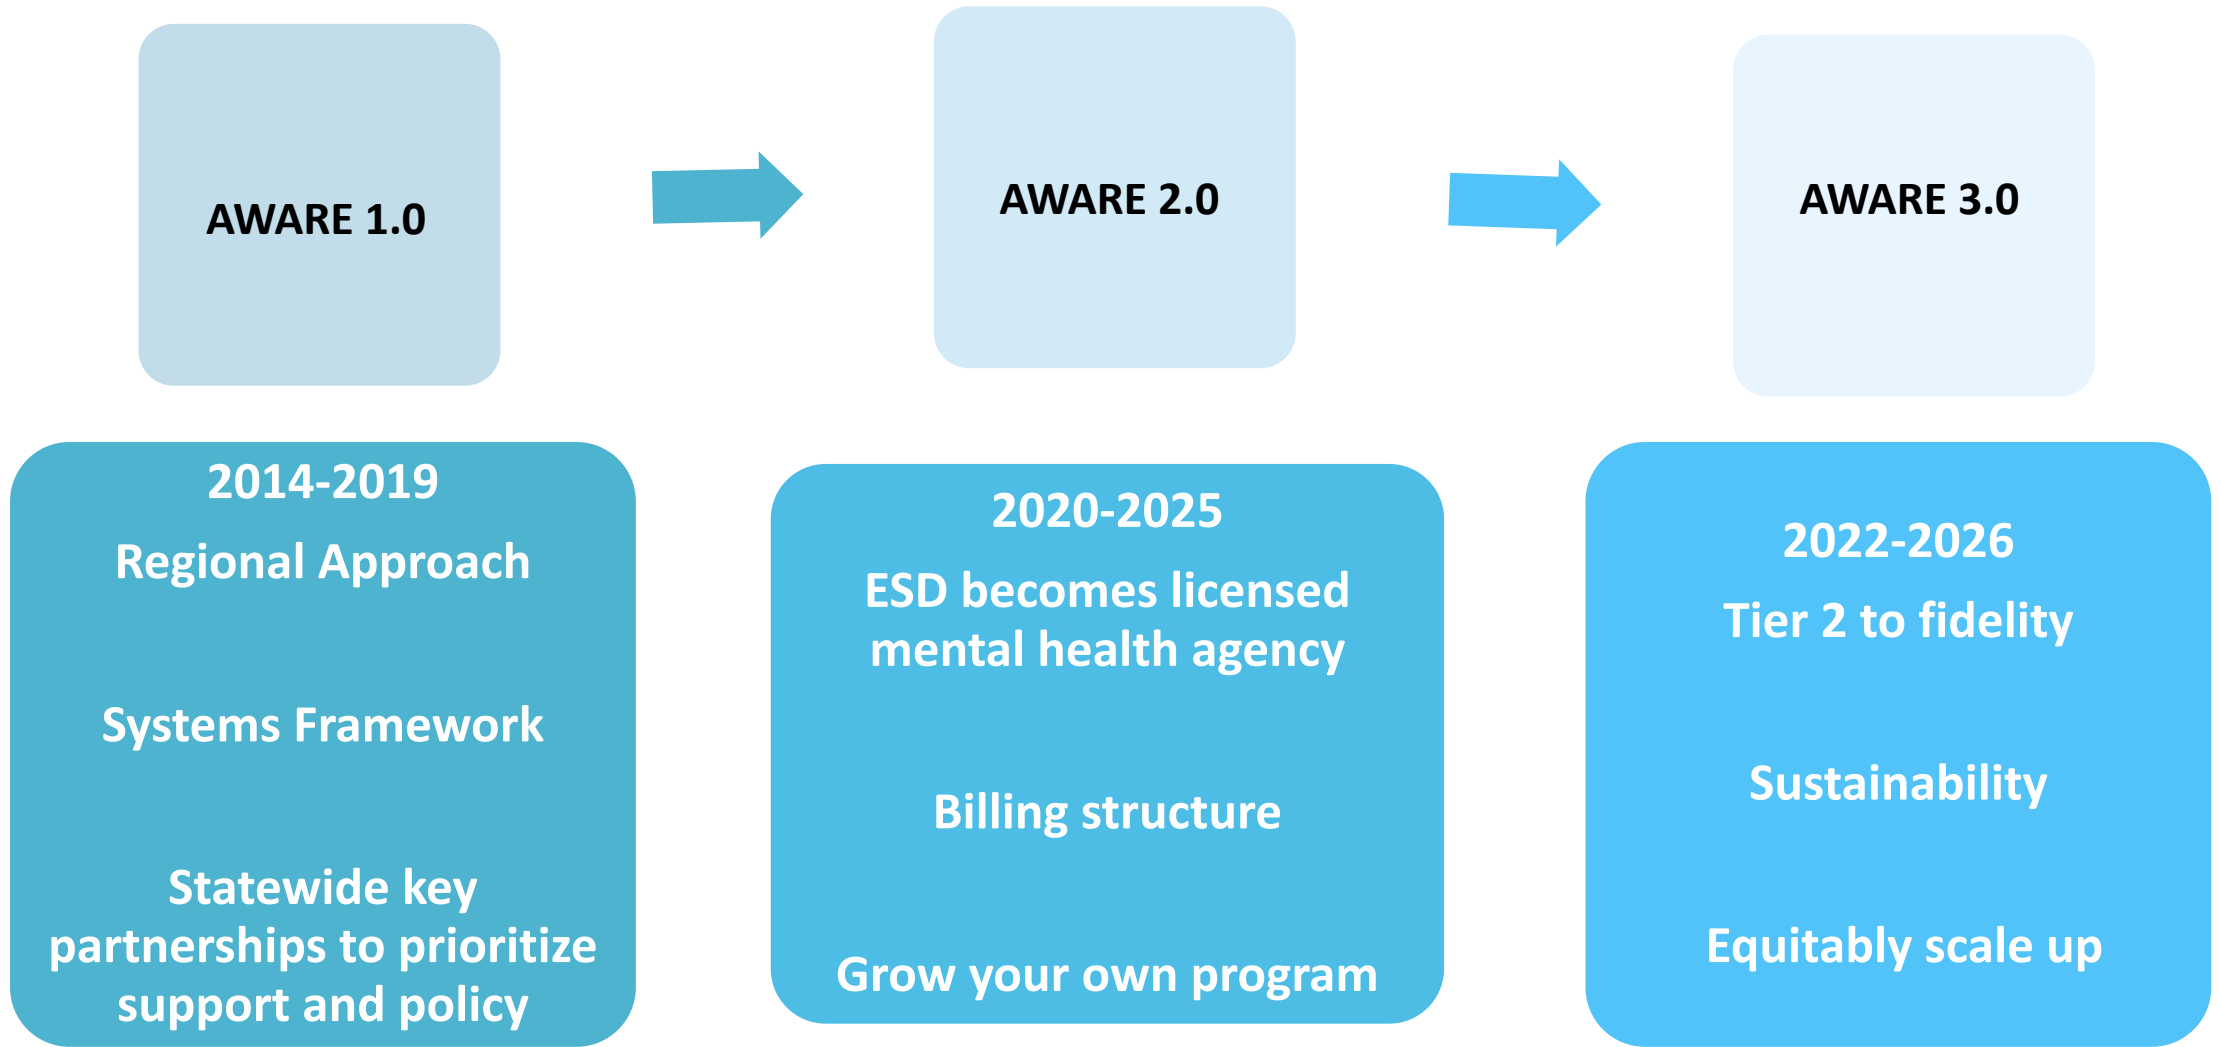 AWARE 1.0
AWARE 2.0
AWARE 3.0
2014-2019
Regional Approach
Systems Framework
Statewide key
partnerships to prioritize
support and policy
2020-2025
ESD becomes licensed
mental health agency
Billing structure
Grow your own program
2022-2026
Tier 2 to fidelity
Sustainability
Equitably scale up